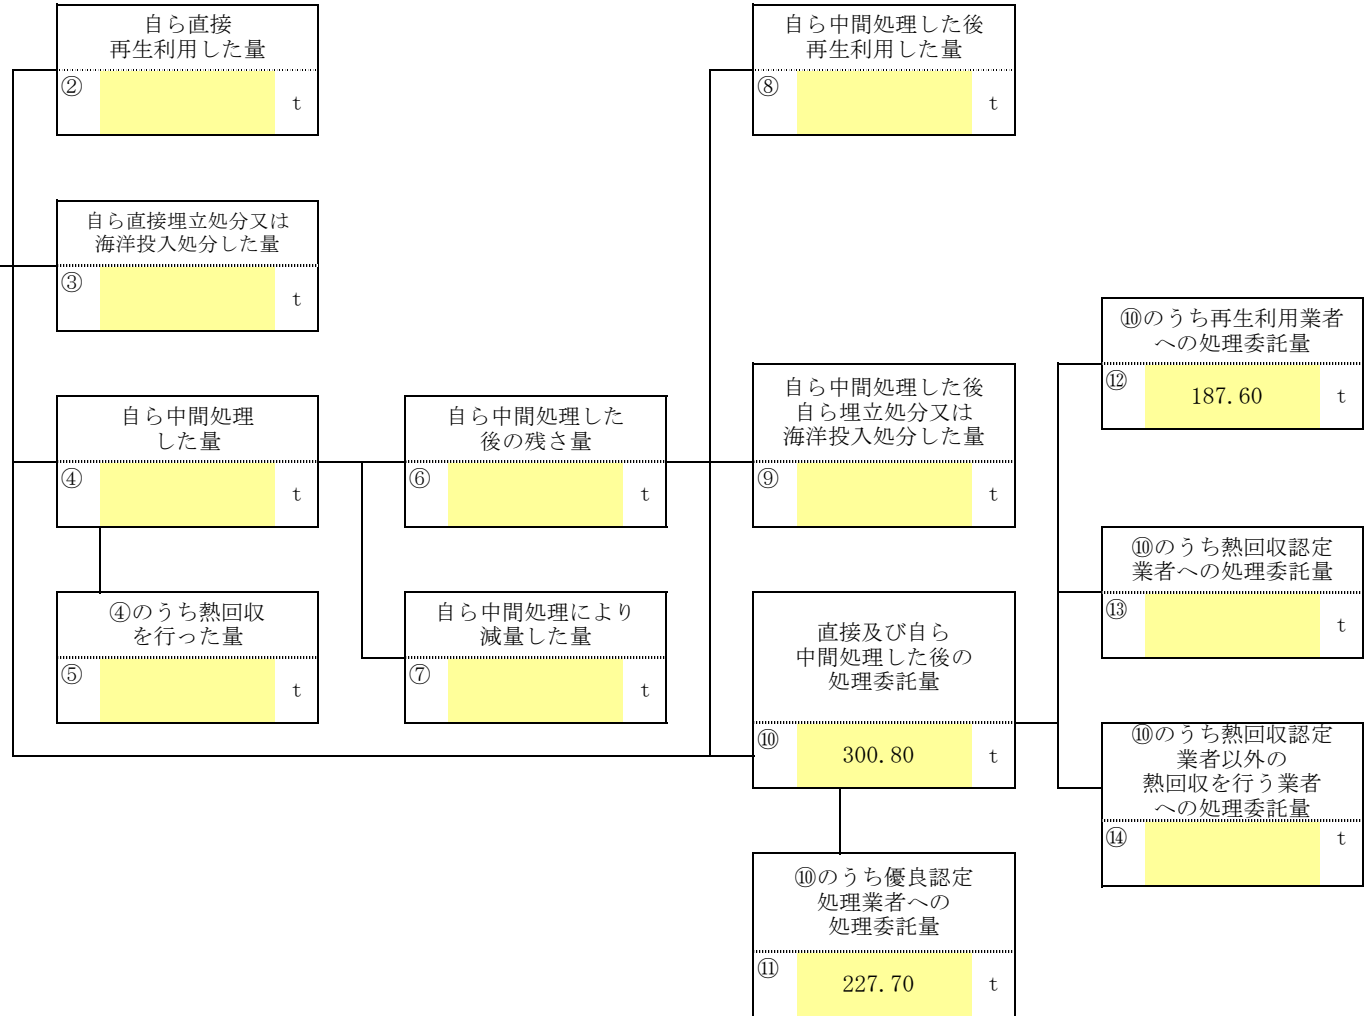 自ら直接
再生利用した量
②
t
自ら中間処理した後
再生利用した量
⑧
t
自ら直接埋立処分又は
海洋投入処分した量
③
t
⑩のうち再生利用業者
への処理委託量
⑫
187.60
t
自ら中間処理した後
自ら埋立処分又は
海洋投入処分した量
⑨
t
自ら中間処理
した量
④
t
自ら中間処理した
後の残さ量
⑥
t
⑩のうち熱回収認定
業者への処理委託量
⑬
t
④のうち熱回収
を行った量
⑤
t
自ら中間処理により
減量した量
⑦
t
直接及び自ら
中間処理した後の
処理委託量
⑩
300.80
t
⑩のうち熱回収認定
業者以外の
熱回収を行う業者
への処理委託量
⑭
t
⑩のうち優良認定
処理業者への
処理委託量
⑪
227.70
t